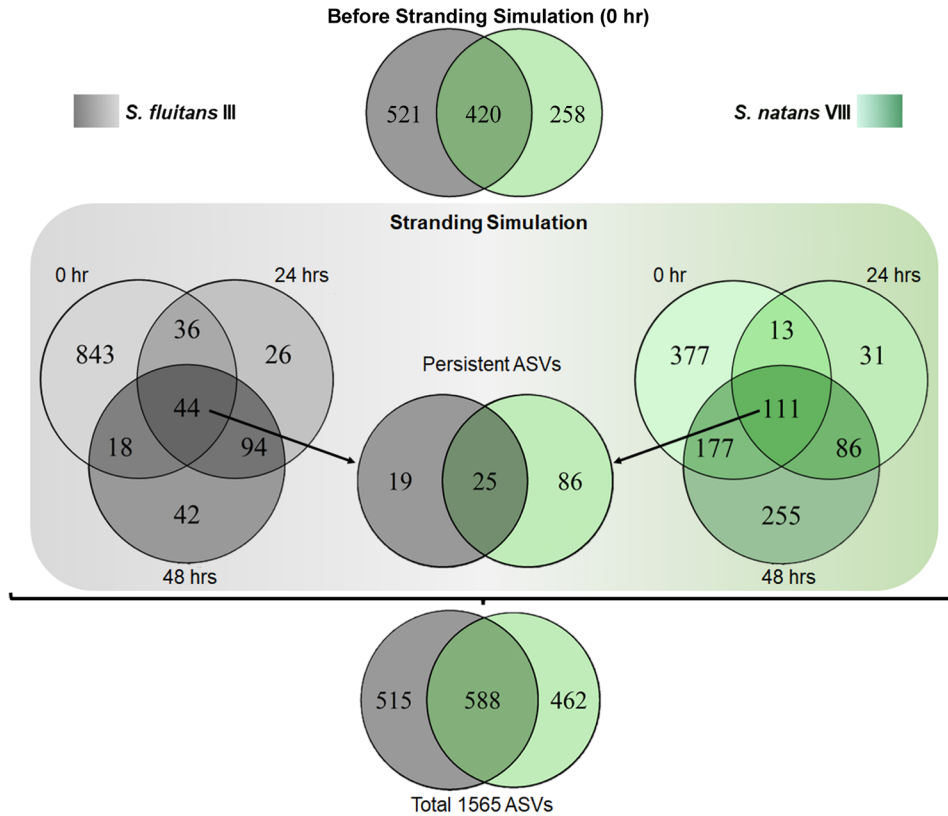 Before Stranding Simulation (0 hr)
521 420 258
S. fluitans III
S. natans VIII
Stranding Simulation
0 hr 24 hrs
843 36 26
44
18 94
42
48 hrs
Persistent ASVs
19 25 86
0 hr 24 hrs
377 13 31
111
177 86
255
48 hrs
515 588 462
Total 1565 ASVs